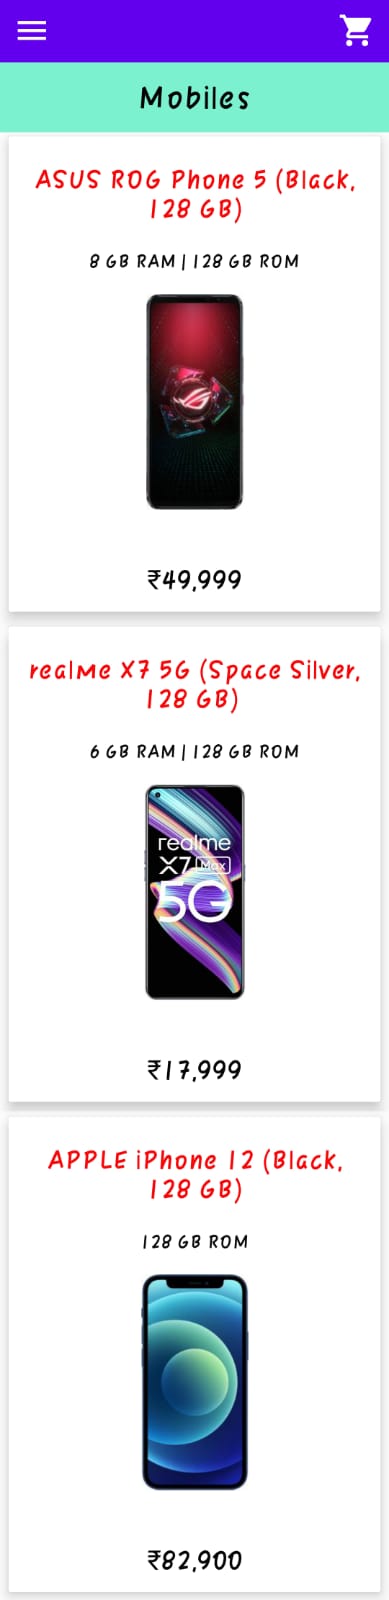 Mobiles
ASUS ROG Phone 5 (Black,
128 GB)
8 GB RAM | 128 GB ROM
₹49,999
realme X7 5G (Space Silver,
128 GB)
6 GB RAM | 128 GB ROM
realme
X7 Max
5G
₹17,999
APPLE iPhone 12 (Black,
128 GB)
128 GB ROM
₹82,900